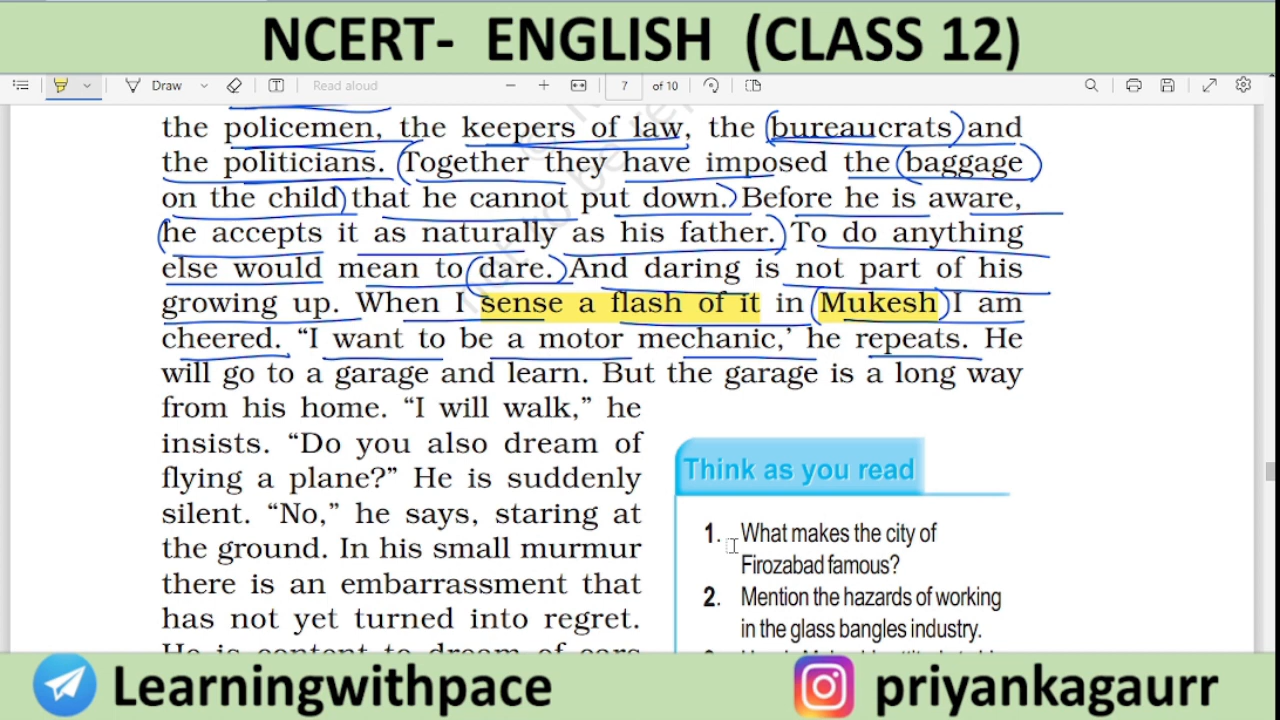 NCERT- ENGLISH (CLASS 12)
Draw
Read aloud
7
of 10
the policemen, the keepers of law, the bureaucrats and
the politicians. Together they have imposed the baggage
on the child that he cannot put down. Before he is aware,
he accepts it as naturally as his father. To do anything
else would mean to dare. And daring is not part of his
growing up. When I sense a flash of it in Mukesh I am
cheered. “I want to be a motor mechanic,’ he repeats. He
will go to a garage and learn. But the garage is a long way
from his home. “I will walk,” he
insists. “Do you also dream of
flying a plane?” He is suddenly
silent. “No,” he says, staring at
the ground. In his small murmur
there is an embarrassment that
has not yet turned into regret.
He is content to dream of cars
Think as you read
1. What makes the city of
Firozabad famous?
2. Mention the hazards of working
in the glass bangles industry.
Learningwithpace
priyankagaurr